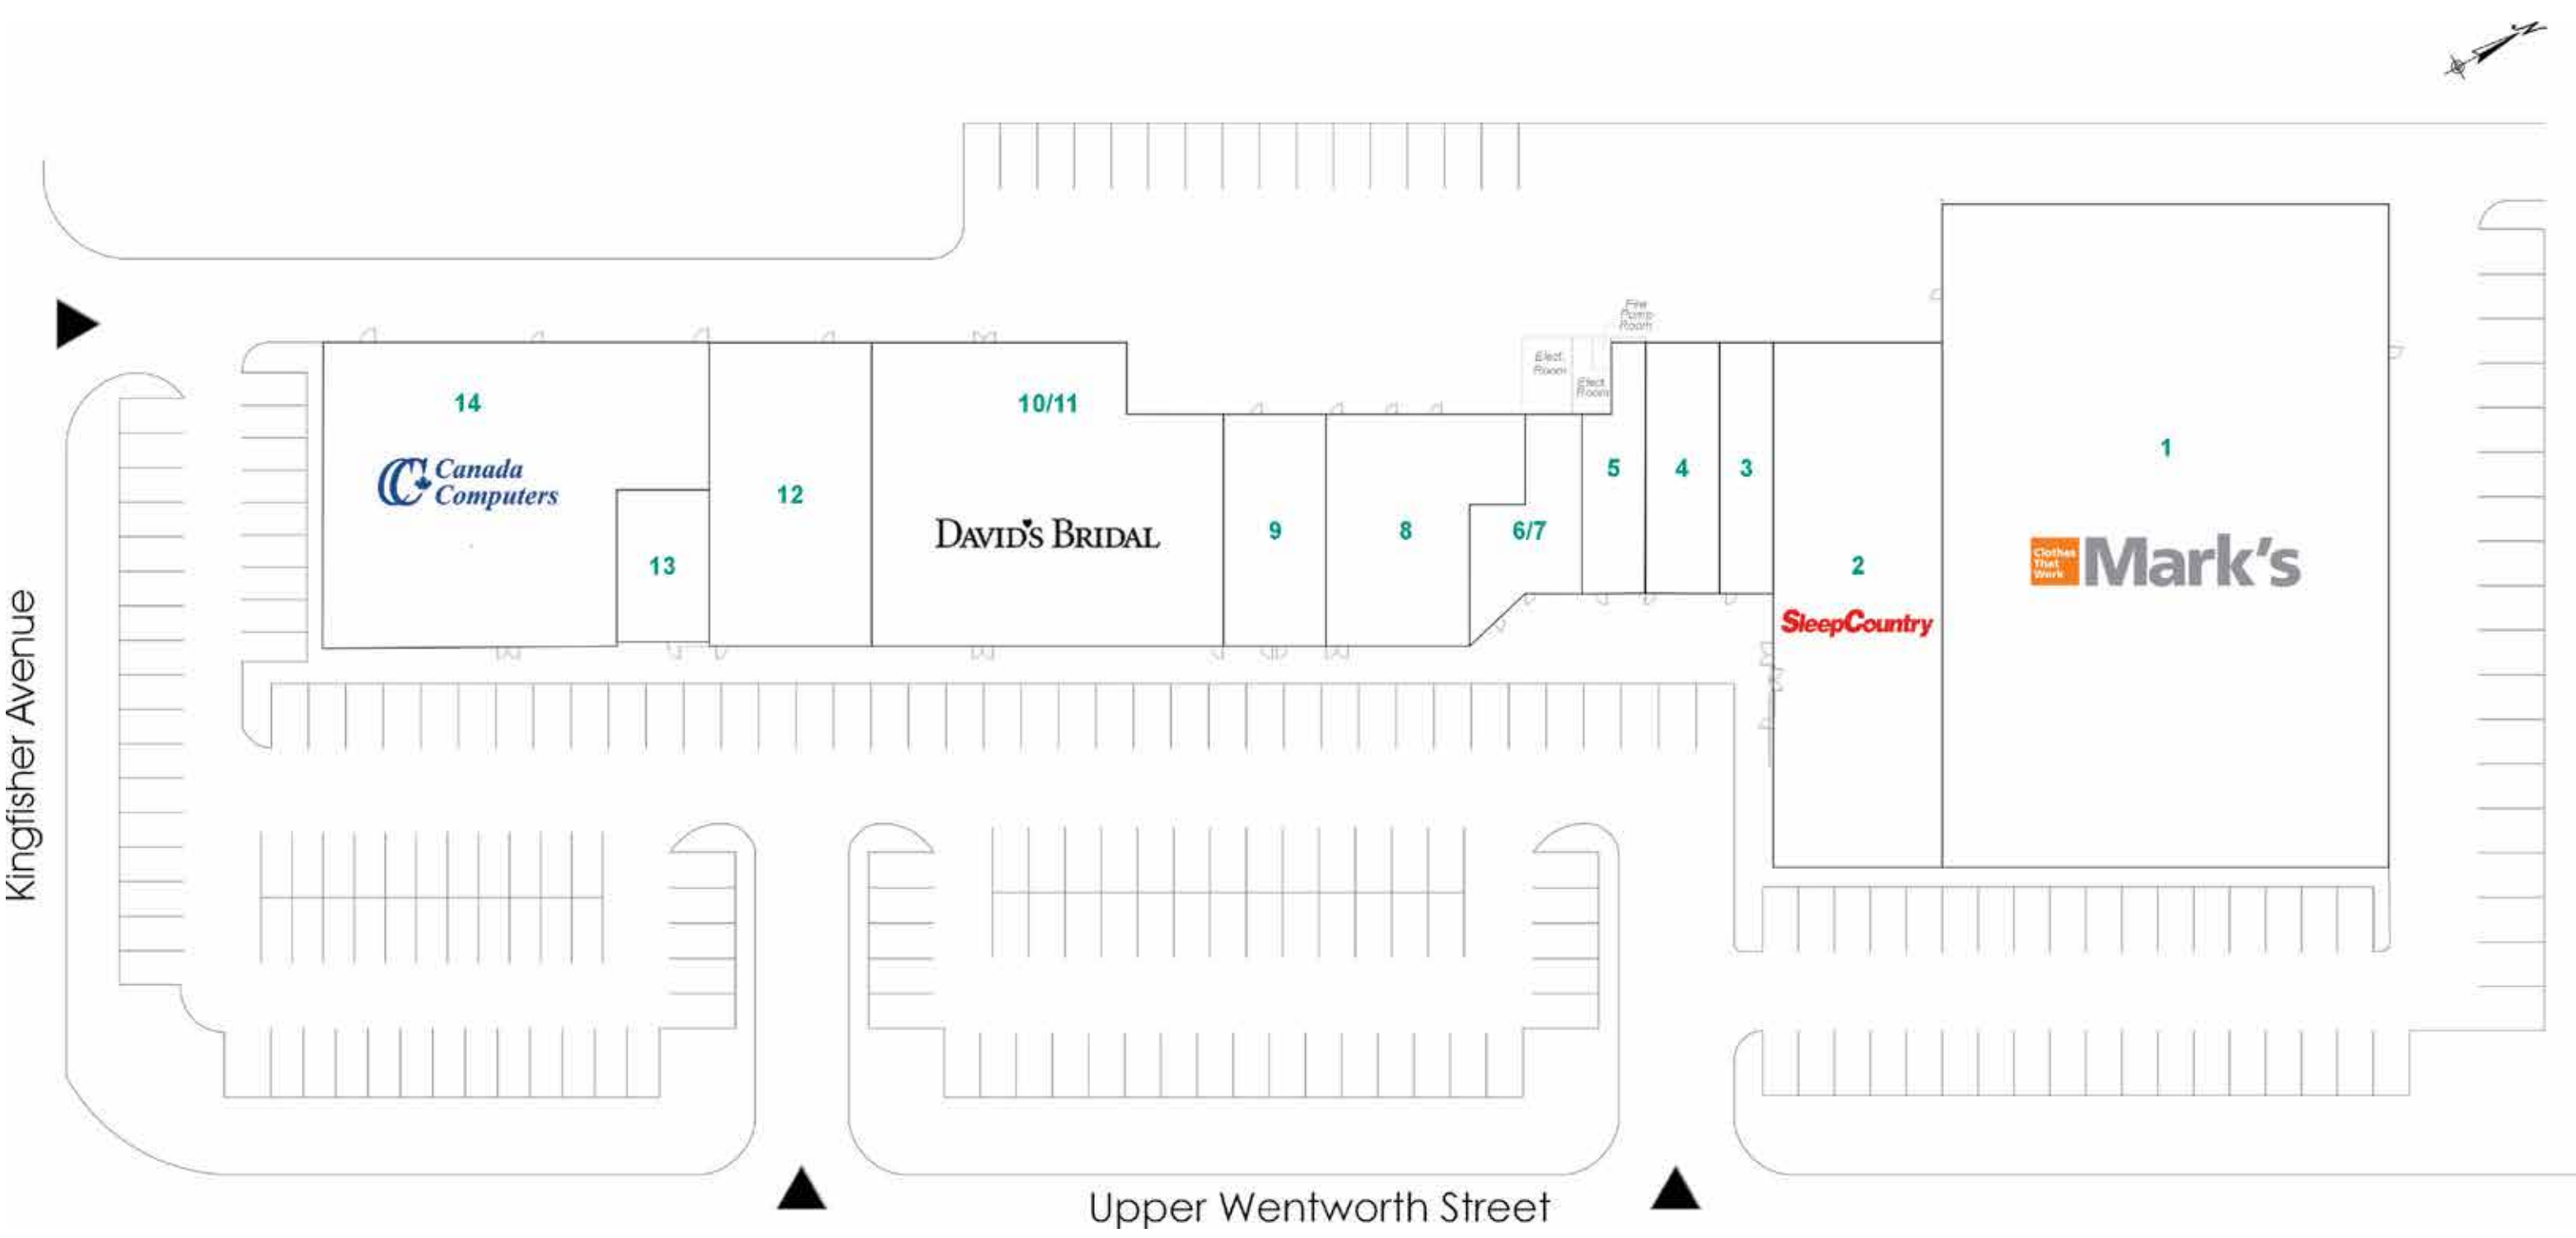 N
Fire
Pump
Room
Elect.
Room
Elect.
Room
14
Canada
Computers
13
12
10/11
DAVID'S BRIDAL
9
8
6/7
5
4
3
2
SleepCountry
1
Clothes
That
Work
Mark's
Kingfisher Avenue
Upper Wentworth Street